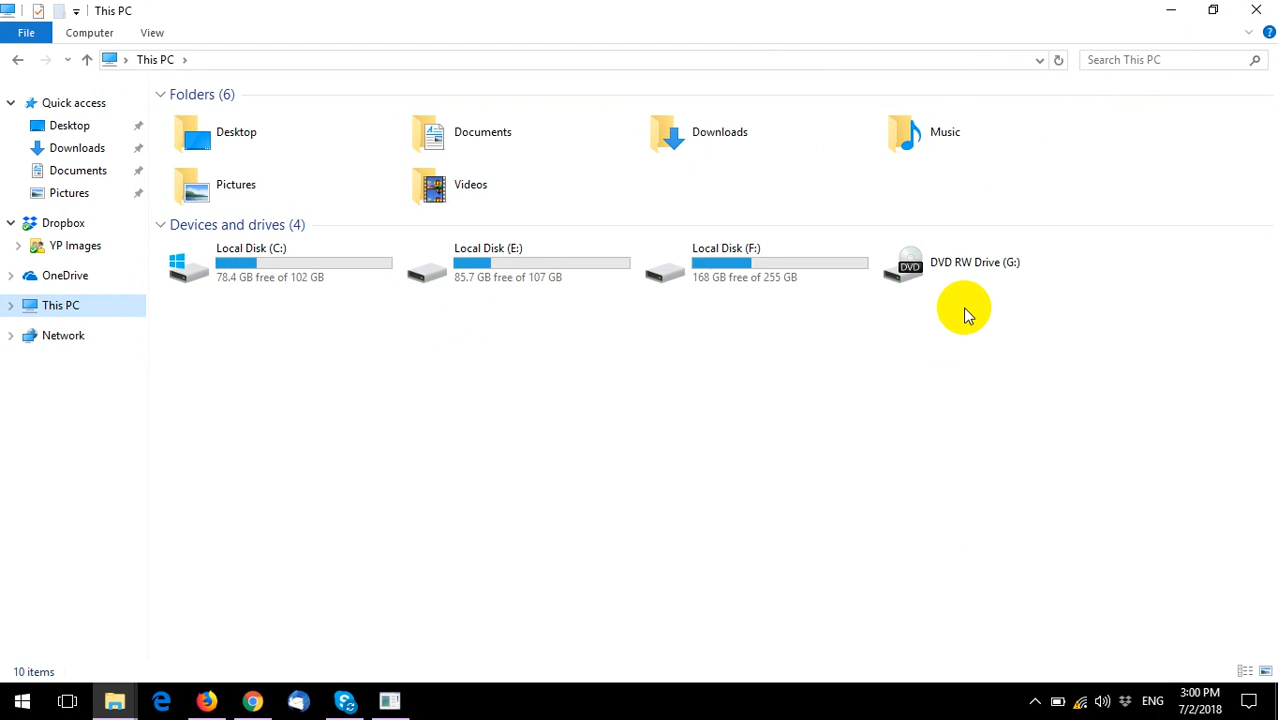 This PC
File Computer View
This PC
Search This PC
Quick access
Desktop
Downloads
Documents
Pictures
Dropbox
YP Images
OneDrive
This PC
Network
Folders (6)
Desktop Documents Downloads Music
Pictures Videos
Devices and drives (4)
Local Disk (C:)
78.4 GB free of 102 GB
Local Disk (E:)
85.7 GB free of 107 GB
Local Disk (F:)
168 GB free of 255 GB
DVD
DVD RW Drive (G:)
10 items
ENG
3:00 PM
7/2/2018